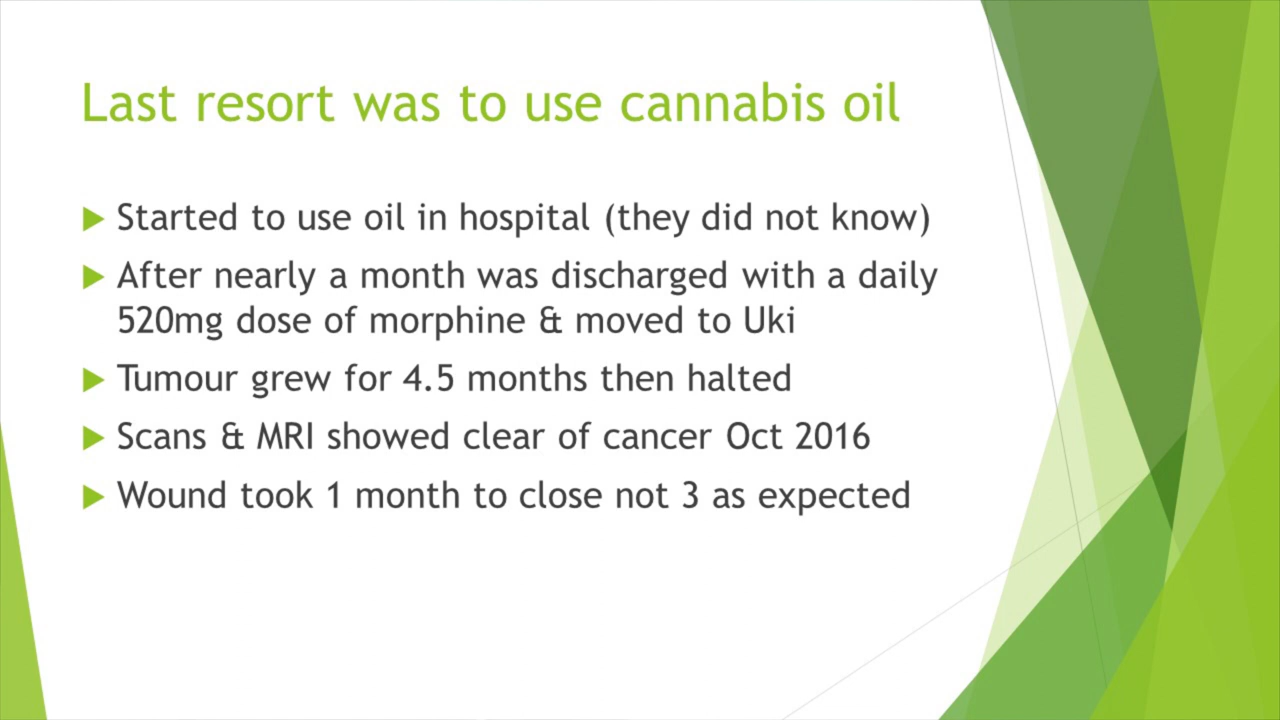 Last resort was to use cannabis oil
Started to use oil in hospital (they did not know)
After nearly a month was discharged with a daily
520mg dose of morphine & moved to Uki
Tumour grew for 4.5 months then halted
Scans & MRI showed clear of cancer Oct 2016
Wound took 1 month to close not 3 as expected